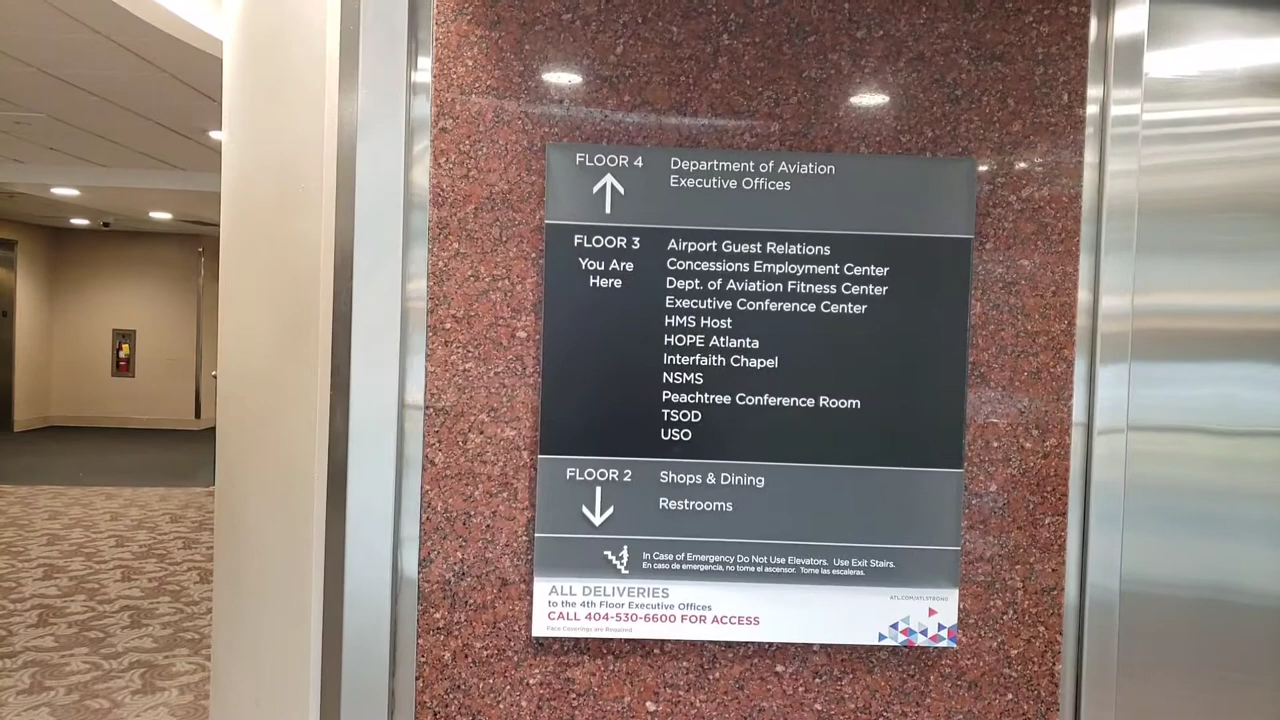 FLOOR 4
Department of Aviation
Executive Offices
FLOOR 3
You Are
Here
Airport Guest Relations
Concessions Employment Center
Dept. of Aviation Fitness Center
Executive Conference Center
HMS Host
HOPE Atlanta
Interfaith Chapel
NSMS
Peachtree Conference Room
TSOD
USO
FLOOR 2
Shops & Dining
Restrooms
In Case of Emergency Do Not Use Elevators. Use Exit Stairs.
En caso de emergencia, no tome el ascensor. Tome las escaleras.
ALL DELIVERIES
to the 4th Floor Executive Offices
CALL 404-530-6600 FOR ACCESS
Face Coverings are Required
ATL.COM/ATLSTRONG